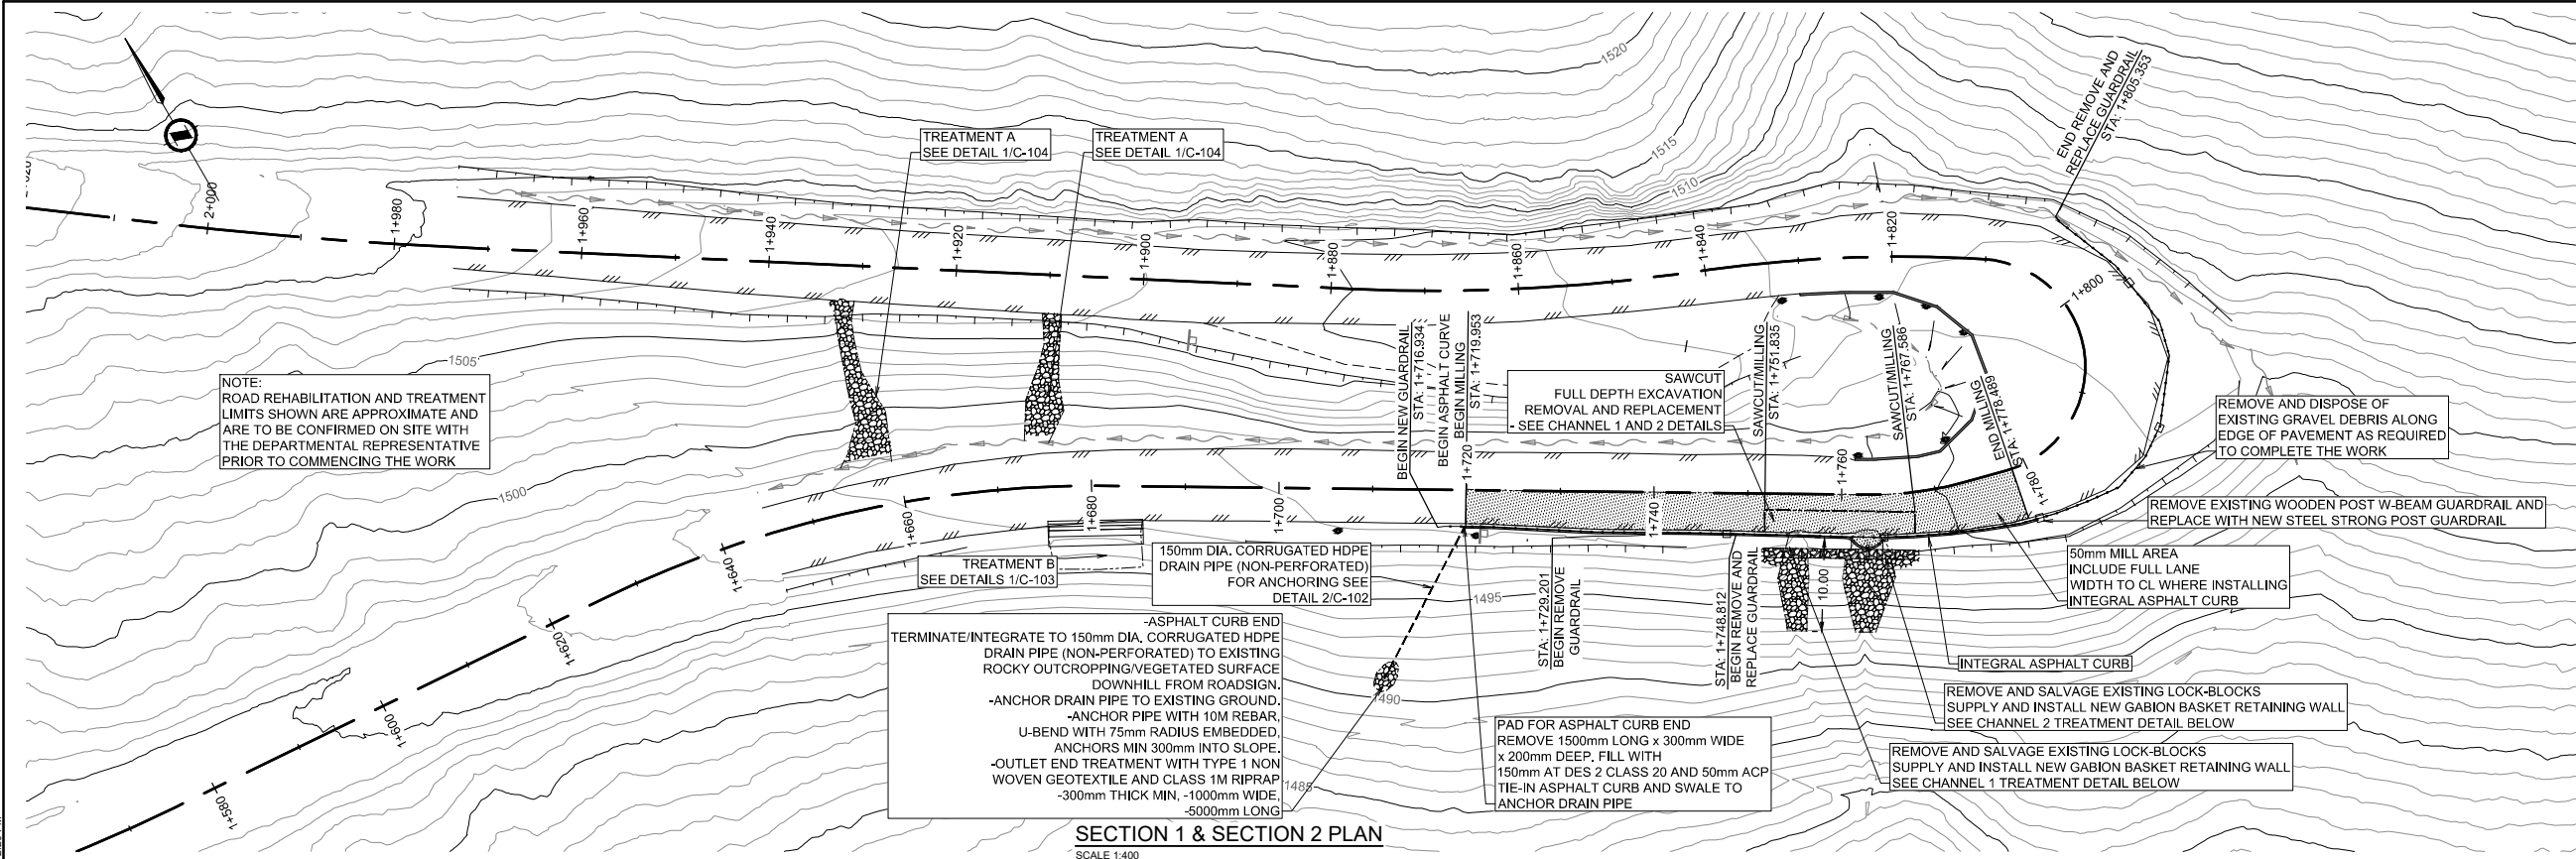 1520
END REMOVE AND
REPLACE GUARDRAIL
STA: 1+805.353
TREATMENT A
SEE DETAIL 1/C-104
TREATMENT A
SEE DETAIL 1/C-104
1515
1510
2+000
1+980
1+960
1+940
1+920
1+900
1+880
1+860
1+840
1+820
1+800
1505
NOTE:
ROAD REHABILITATION AND TREATMENT
LIMITS SHOWN ARE APPROXIMATE AND
ARE TO BE CONFIRMED ON SITE WITH
THE DEPARTMENTAL REPRESENTATIVE
PRIOR TO COMMENCING THE WORK
1500
BEGIN NEW GUARDRAIL
STA: 1+716.934
BEGIN ASPHALT CURVE
BEGIN MILLING
STA: 1+719.953
SAWCUT
FULL DEPTH EXCAVATION
REMOVAL AND REPLACEMENT
- SEE CHANNEL 1 AND 2 DETAILS
SAWCUT/MILLING
STA: 1+751.835
SAWCUT/MILLING
STA: 1+767.586
END MILLING
STA: 1+778.489
REMOVE AND DISPOSE OF
EXISTING GRAVEL DEBRIS ALONG
EDGE OF PAVEMENT AS REQUIRED
TO COMPLETE THE WORK
1+580
1+600
1+620
1+640
1+660
1+680
1+700
1+720
1+740
1+760
1+780
REMOVE EXISTING WOODEN POST W-BEAM GUARDRAIL AND
REPLACE WITH NEW STEEL STRONG POST GUARDRAIL
TREATMENT B
SEE DETAILS 1/C-103
150mm DIA. CORRUGATED HDPE
DRAIN PIPE (NON-PERFORATED)
FOR ANCHORING SEE
DETAIL 2/C-102
1495
STA: 1+729.201
BEGIN REMOVE
GUARDRAIL
STA: 1+748.812
BEGIN REMOVE AND
REPLACE GUARDRAIL
10.00
50mm MILL AREA
INCLUDE FULL LANE
WIDTH TO CL WHERE INSTALLING
INTEGRAL ASPHALT CURB
-ASPHALT CURB END
TERMINATE/INTEGRATE TO 150mm DIA. CORRUGATED HDPE
DRAIN PIPE (NON-PERFORATED) TO EXISTING
ROCKY OUTCROPPING/VEGETATED SURFACE
DOWNHILL FROM ROADSIGN.
-ANCHOR DRAIN PIPE TO EXISTING GROUND.
-ANCHOR PIPE WITH 10M REBAR,
U-BEND WITH 75mm RADIUS EMBEDDED,
ANCHORS MIN 300mm INTO SLOPE.
-OUTLET END TREATMENT WITH TYPE 1 NON
WOVEN GEOTEXTILE AND CLASS 1M RIPRAP
-300mm THICK MIN, -1000mm WIDE,
-5000mm LONG
1490
1485
INTEGRAL ASPHALT CURB
REMOVE AND SALVAGE EXISTING LOCK-BLOCKS
SUPPLY AND INSTALL NEW GABION BASKET RETAINING WALL
SEE CHANNEL 2 TREATMENT DETAIL BELOW
PAD FOR ASPHALT CURB END
REMOVE 1500mm LONG x 300mm WIDE
x 200mm DEEP. FILL WITH
150mm AT DES 2 CLASS 20 AND 50mm ACP
TIE-IN ASPHALT CURB AND SWALE TO
ANCHOR DRAIN PIPE
REMOVE AND SALVAGE EXISTING LOCK-BLOCKS
SUPPLY AND INSTALL NEW GABION BASKET RETAINING WALL
SEE CHANNEL 1 TREATMENT DETAIL BELOW
SECTION 1 & SECTION 2 PLAN
SCALE 1:400